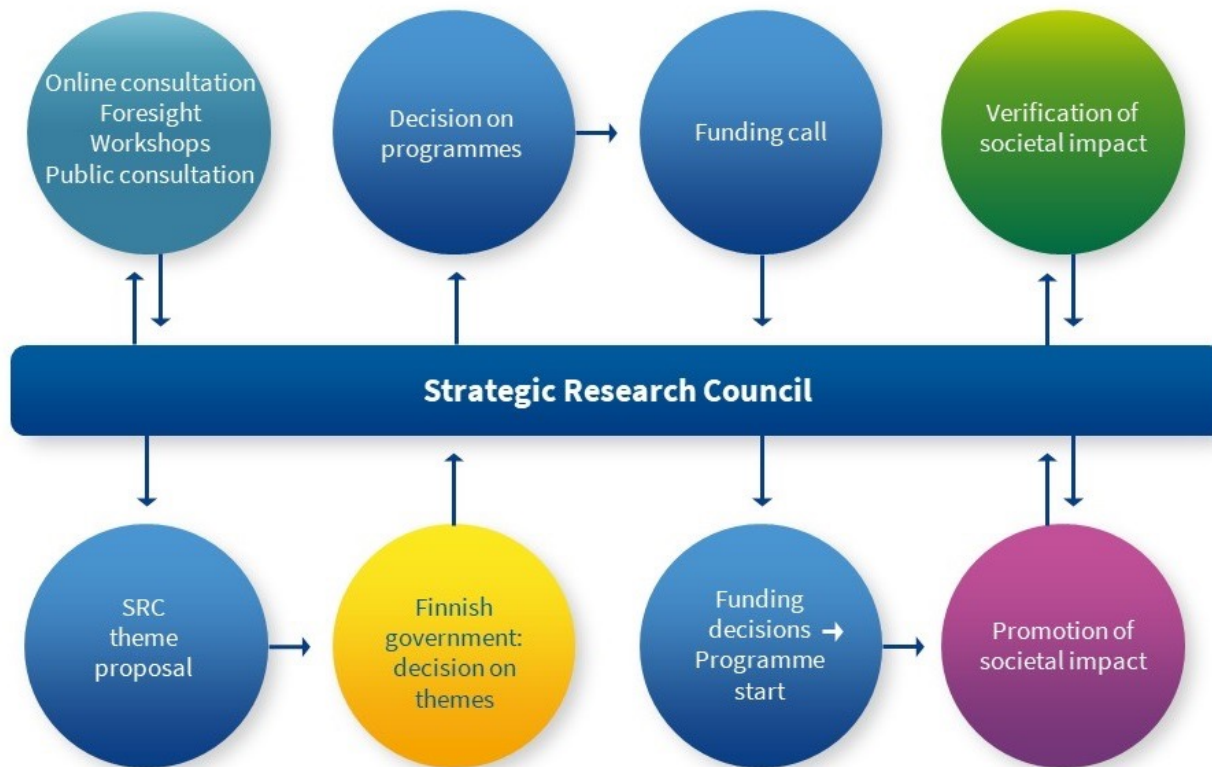 Online consultation
Foresight
Workshops
Public consultation
Decision on
programmes
Funding call
Verification of
societal impact
Strategic Research Council
SRC
theme
proposal
Finnish
government:
decision on
themes
Funding
decisions →
Programme
start
Promotion of
societal impact